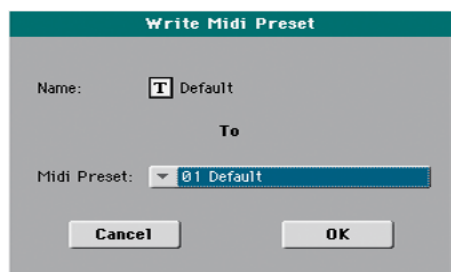 Write Midi Preset
Name: T Default
To
Midi Preset: 01 Default
Cancel OK